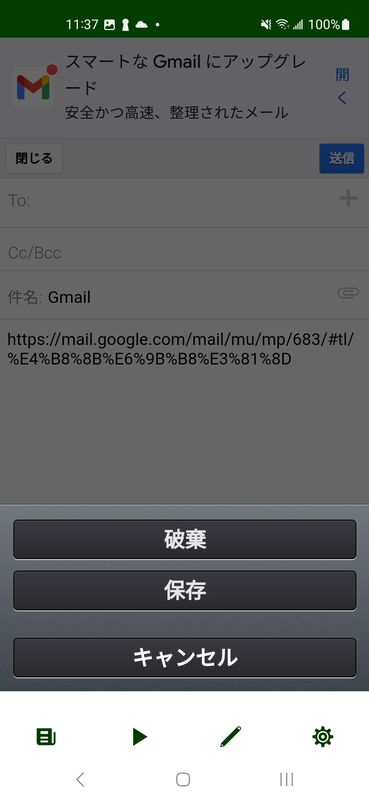 11:37
100%
スマートな Gmail にアップグレ
ード
安全かつ高速、整理されたメール
開
く
閉じる
送信
To:
Cc/Bcc
件名: Gmail
https://mail.google.com/mail/mu/mp/683/#tl/
%E4%B8%8B%E6%9B%B8%E3%81%8D
破棄
保存
キャンセル